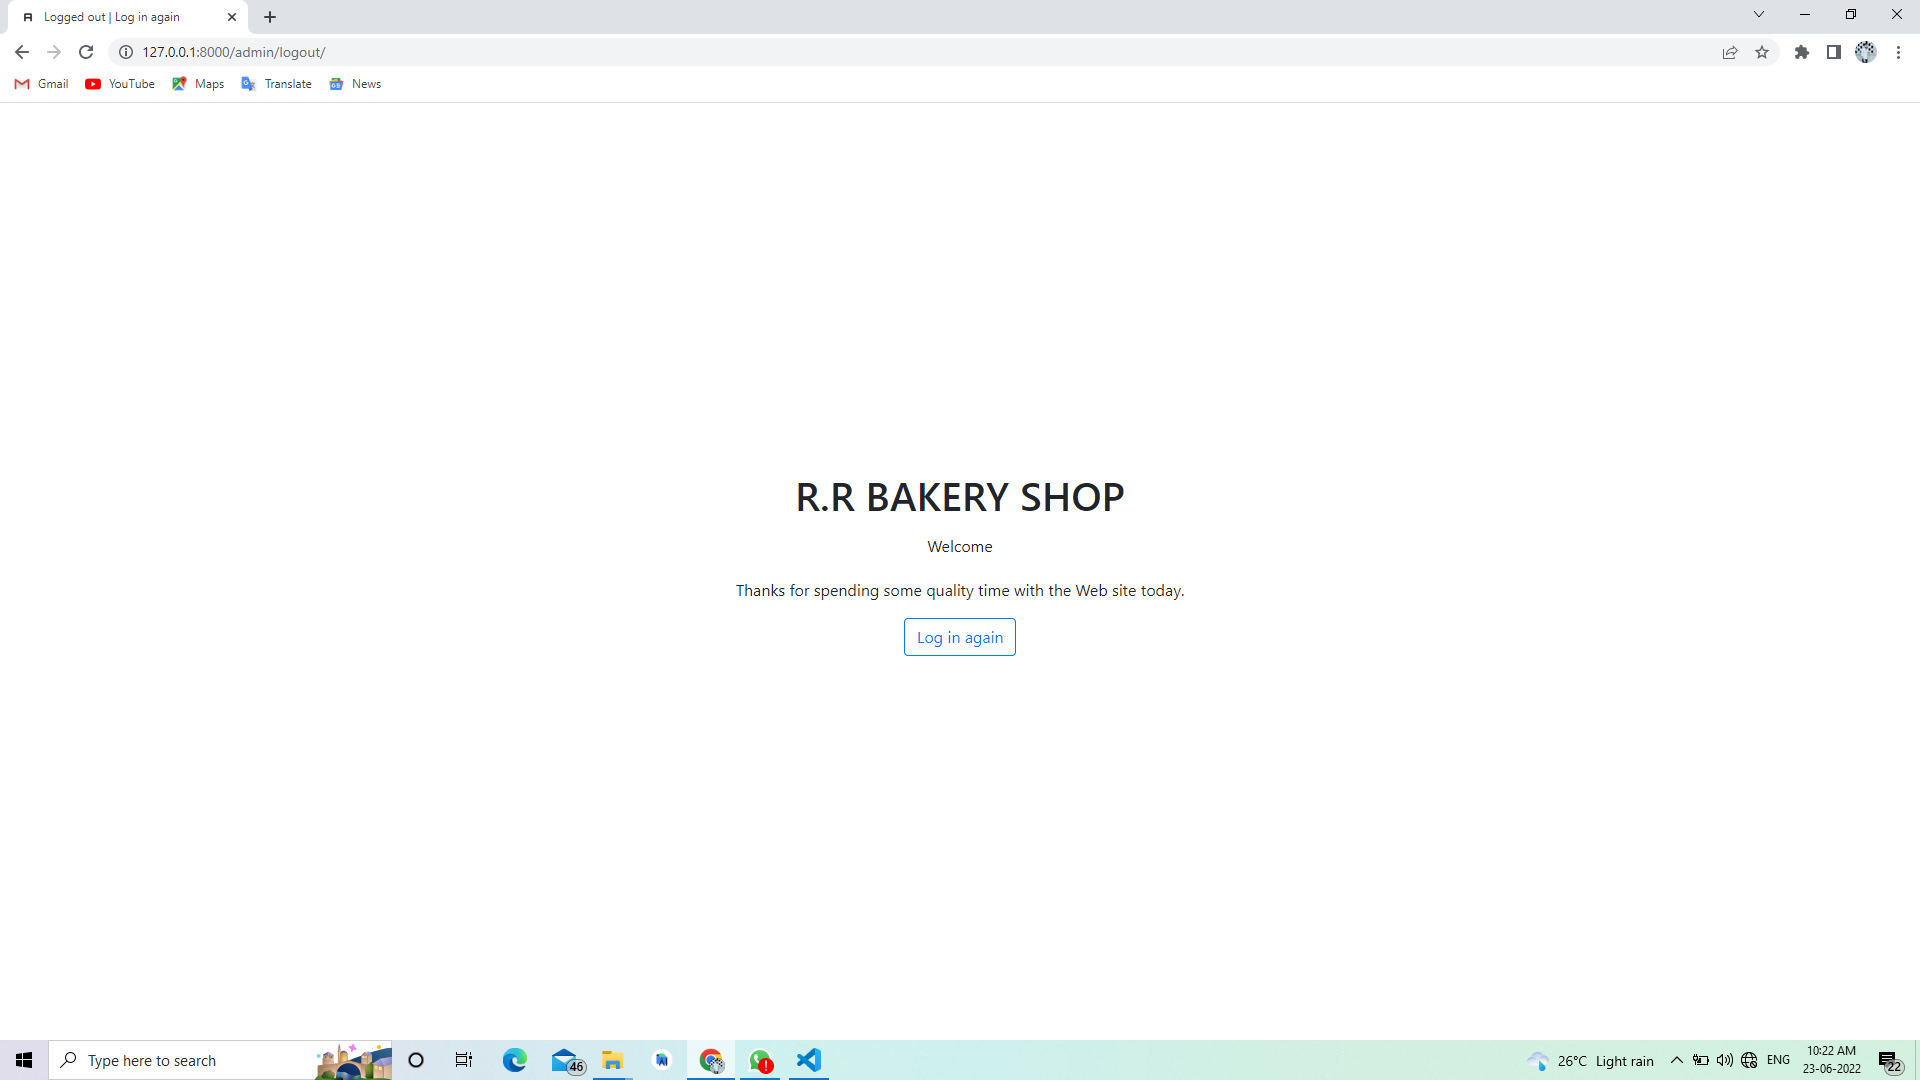 Logged out | Log in again
127.0.0.1:8000/admin/logout/
Gmail YouTube Maps Translate News
R.R BAKERY SHOP
Welcome
Thanks for spending some quality time with the Web site today.
Log in again
Type here to search
46
26°C Light rain
ENG
10:22 AM
23-06-2022
22